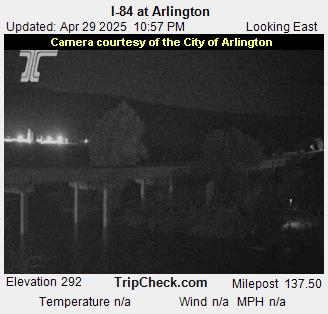 I-84 at Arlington
Updated: Apr 29 2025 10:57 PM Looking East
Camera courtesy of the City of Arlington
Elevation 292 TripCheck.com Milepost 137.50
Temperature n/a Wind n/a MPH n/a